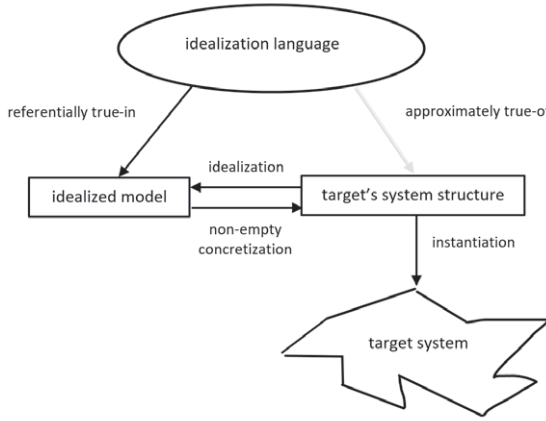 idealization language
referentially true-in
approximately true-o
idealization
idealized model
target's system structure
non-empty
concretization
instantiation
target system